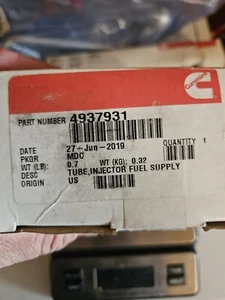 PART NUMBER 4937931
DATE 27-Jun-2019 QUANTITY 1
PKGR MDC
WT (LB): 0.7 WT (KG): 0.32
DESC TUBE,INJECTOR FUEL SUPPLY
ORIGIN US